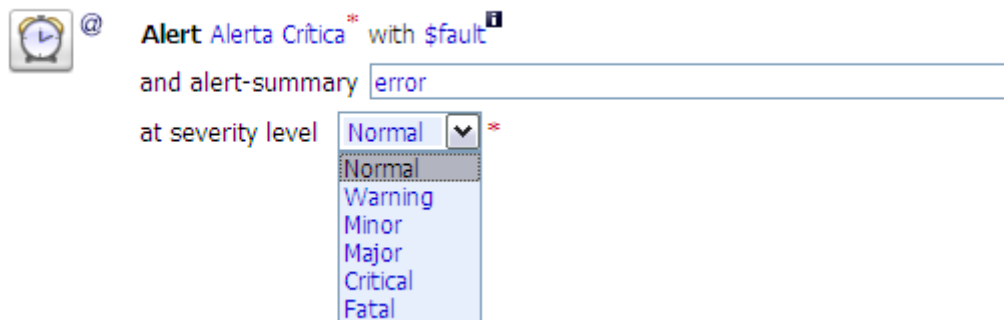 @ Alert Alerta Crítica* with $fault i
and alert-summary error
at severity level Normal *
Normal
Warning
Minor
Major
Critical
Fatal